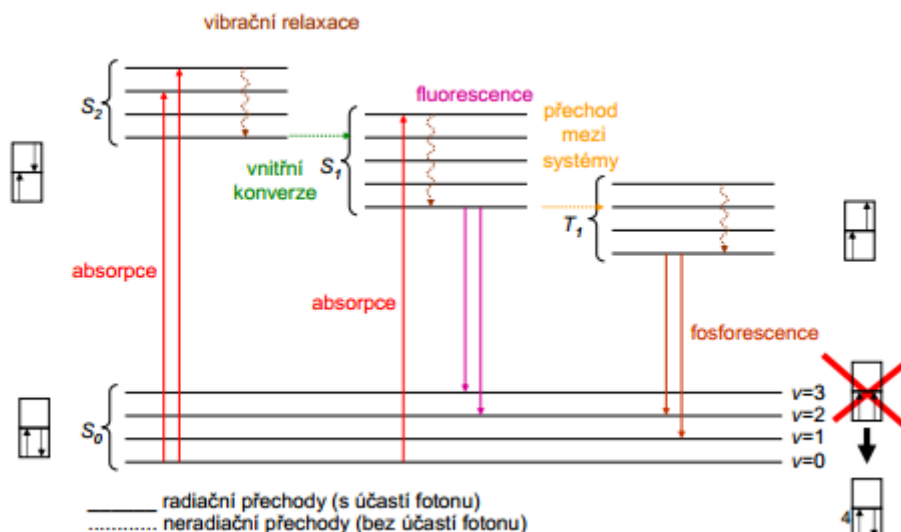 vibrační relaxace
S₂
fluorescence
přechod
mezi
systémy
vnitřní
konverze
S₁
T₁
absorpce
absorpce
fosforescence
S₀
v=3
v=2
v=1
v=0
radiační přechody (s účastí fotonu)
neradiační přechody (bez účastí fotonu)
4